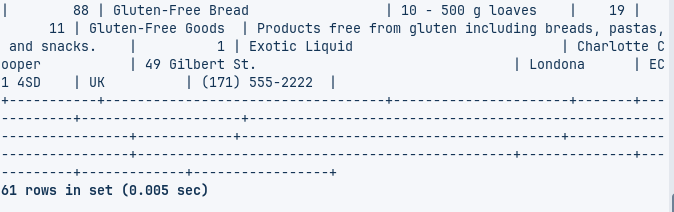 |        88 | Gluten-Free Bread                 | 10 - 500 g loaves    |    19 |
      11 | Gluten-Free Goods  | Products free from gluten including breads, pastas,
 and snacks.    |          1 | Exotic Liquid                          | Charlotte C
ooper           | 49 Gilbert St.                               | Londona      | EC
1 4SD    | UK          | (171) 555-2222  |
+-----------+----------------------------------+---------------------+-------+---
---------+--------------------+--------------------------------------------------
----------------+------------+---------------------------------------+-----------
----------------+----------------------------------------------+--------------+---
---------+-------------+-----------------+
61 rows in set (0.005 sec)